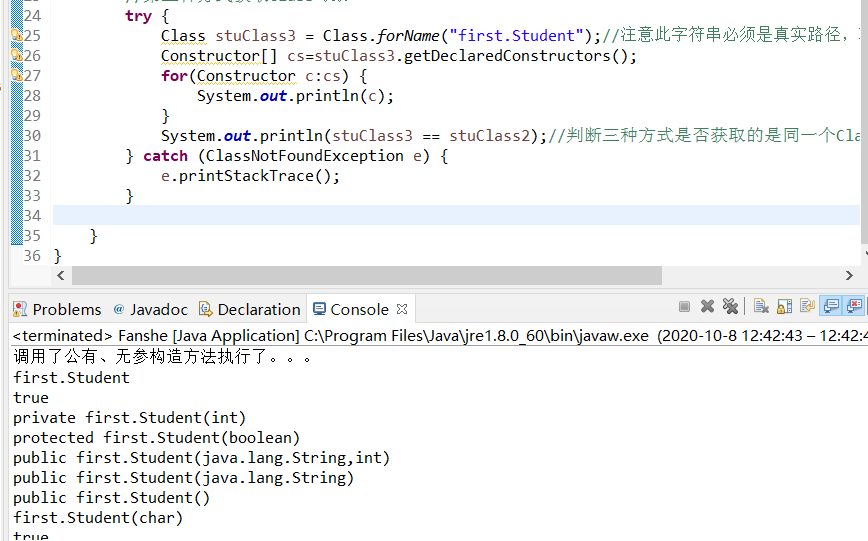 24 try {
25 Class stuClass3 = Class.forName("first.Student");//注意此字符串必须是真实路径，
26 Constructor[] cs=stuClass3.getDeclaredConstructors();
27 for(Constructor c:cs) {
28 System.out.println(c);
29 }
30 System.out.println(stuClass3 == stuClass2);//判断三种方式是否获取的是同一个Cla
31 } catch (ClassNotFoundException e) {
32 e.printStackTrace();
33 }
34
35 }
36 }
Problems @ Javadoc Declaration Console
<terminated> Fanshe [Java Application] C:\Program Files\Java\jre1.8.0_60\bin\javaw.exe (2020-10-8 12:42:43 – 12:42:4
调用了公有、无参构造方法执行了。。。
first.Student
true
private first.Student(int)
protected first.Student(boolean)
public first.Student(java.lang.String,int)
public first.Student(java.lang.String)
public first.Student()
first.Student(char)
true